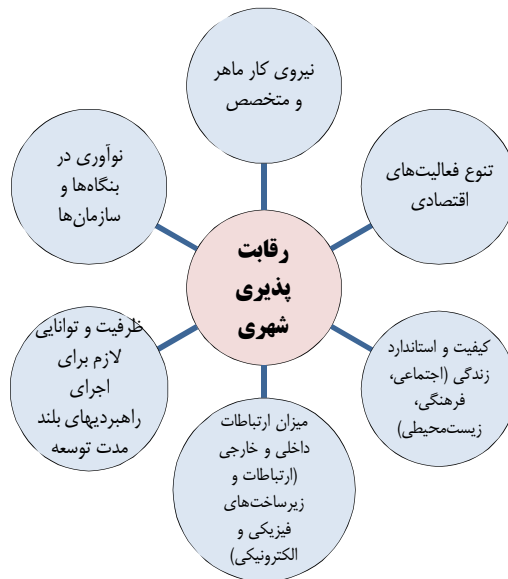 نیروی کار ماهر
و متخصص
تنوع فعالیت‌های
اقتصادی
کیفیت و استاندارد
زندگی (اجتماعی،
فرهنگی،
زیست‌محیطی)
میزان ارتباطات
داخلی و خارجی
(ارتباطات و
زیرساخت‌های
فیزیکی و
الکترونیکی)
ظرفیت و توانایی
لازم برای
اجرای
راهبردیهای بلند
مدت توسعه
نوآوری در
بنگاه‌ها و
سازمان‌ها
رقابت
پذیری
شهری